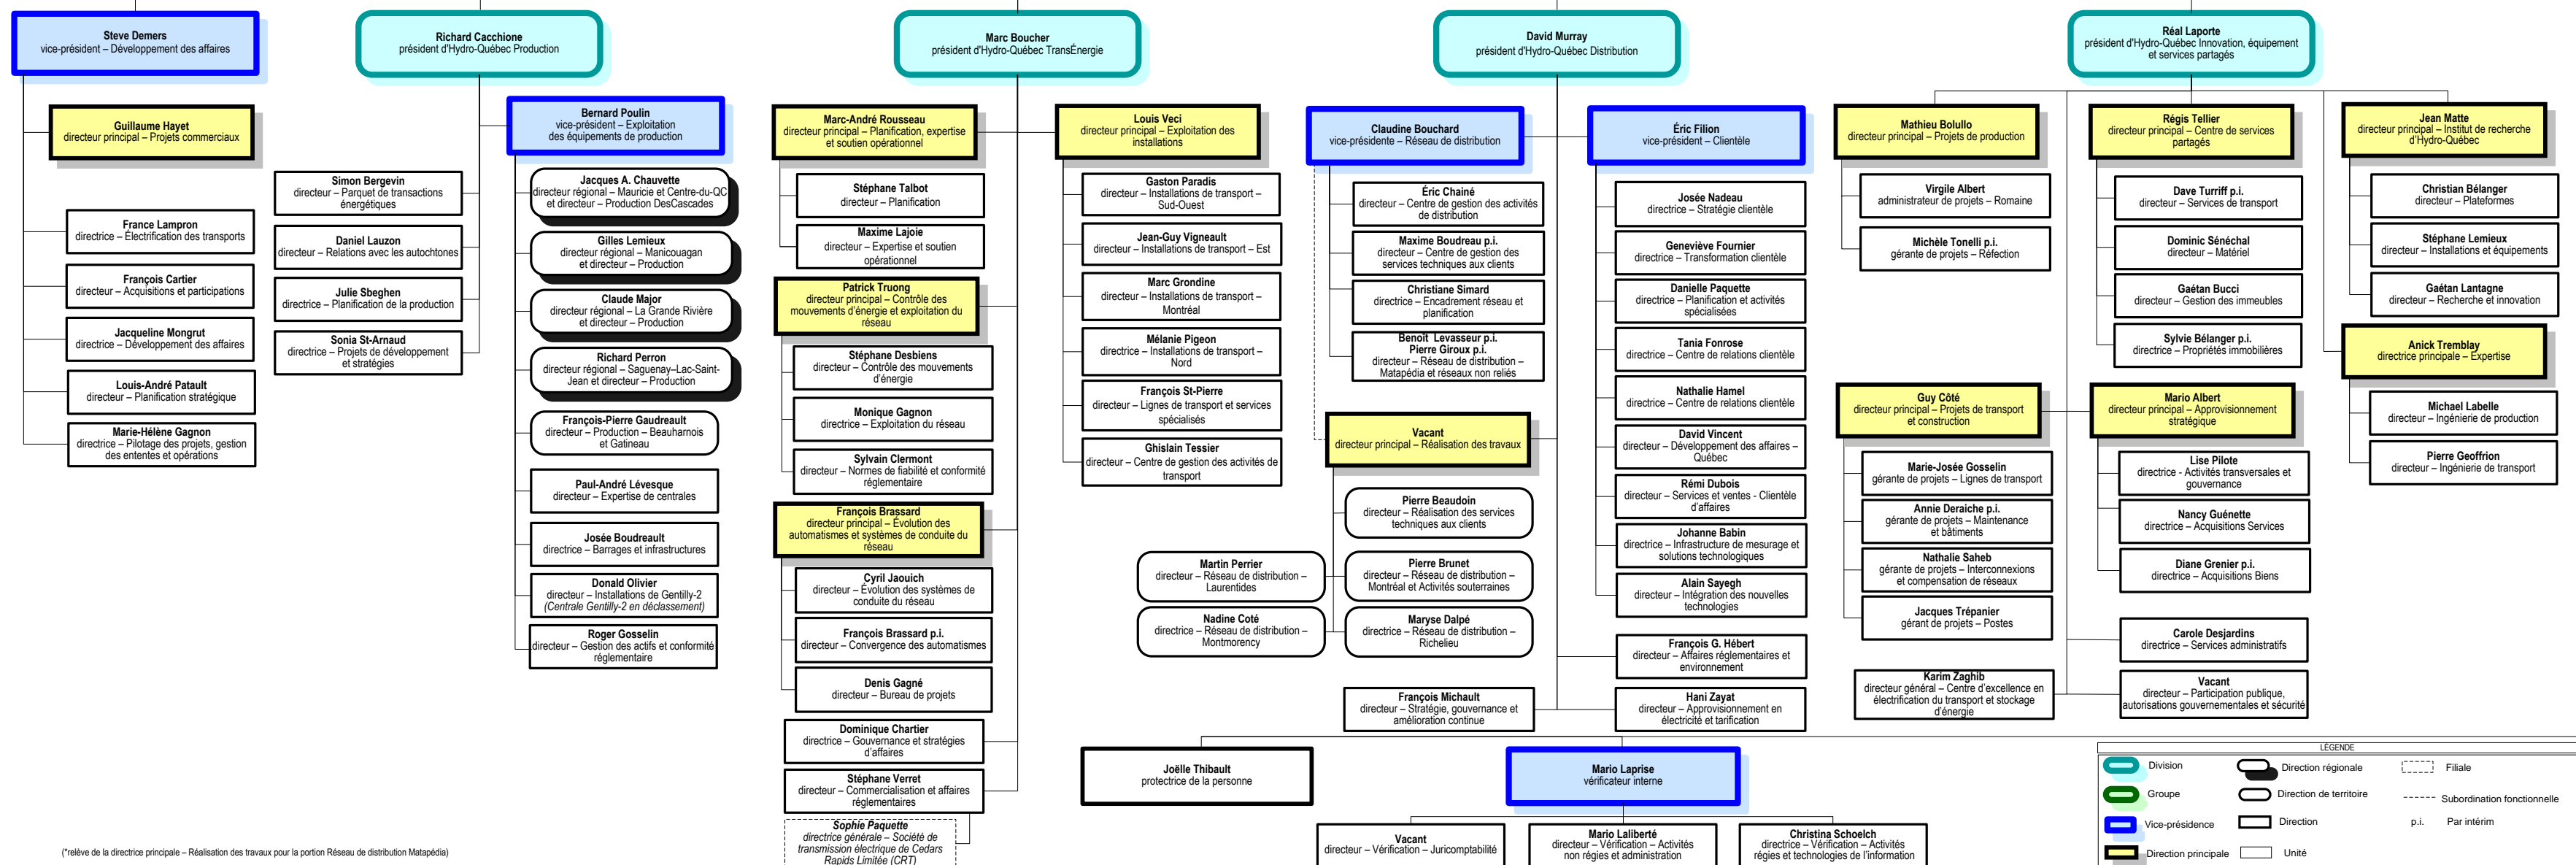 Steve Demers
vice-président – Développement des affaires
Guillaume Hayet
directeur principal – Projets commerciaux
France Lampron
directrice – Électrification des transports
François Cartier
directeur – Acquisitions et participations
Jacqueline Mongrut
directrice – Développement des affaires
Louis-André Patault
directeur – Planification stratégique
Marie-Hélène Gagnon
directrice – Pilotage des projets, gestion
des ententes et opérations
Richard Cacchione
président d'Hydro-Québec Production
Simon Bergevin
directeur – Parquet de transactions
énergétiques
Daniel Lauzon
directeur – Relations avec les autochtones
Julie Sbeghen
directrice – Planification de la production
Sonia St-Arnaud
directrice – Projets de développement
et stratégies
Bernard Poulin
vice-président – Exploitation
des équipements de production
Jacques A. Chauvette
directeur régional – Mauricie et Centre-du-QC
et directeur – Production DesCascades
Gilles Lemieux
directeur régional – Manicouagan
et directeur – Production
Claude Major
directeur régional – La Grande Rivière
et directeur – Production
Richard Perron
directeur régional – Saguenay–Lac-Saint-
Jean et directeur – Production
François-Pierre Gaudreault
directeur – Production – Beauharnois
et Gatineau
Paul-André Lévesque
directeur – Expertise de centrales
Josée Boudreault
directrice – Barrages et infrastructures
Donald Olivier
directeur – Installations de Gentilly-2
(Centrale Gentilly-2 en déclassement)
Roger Gosselin
directeur – Gestion des actifs et conformité
réglementaire
Marc Boucher
président d'Hydro-Québec TransÉnergie
Marc-André Rousseau
directeur principal – Planification, expertise
et soutien opérationnel
Stéphane Talbot
directeur – Planification
Maxime Lajoie
directeur – Expertise et soutien
opérationnel
Patrick Truong
directeur principal – Contrôle des
mouvements d'énergie et exploitation du
réseau
Stéphane Desbiens
directeur – Contrôle des mouvements
d'énergie
Monique Gagnon
directrice – Exploitation du réseau
Sylvain Clermont
directeur – Normes de fiabilité et conformité
réglementaire
François Brassard
directeur principal – Évolution des
automatismes et systèmes de conduite du
réseau
Cyril Jaouich
directeur – Évolution des systèmes de
conduite du réseau
François Brassard p.i.
directeur – Convergence des automatismes
Denis Gagné
directeur – Bureau de projets
Dominique Chartier
directrice – Gouvernance et stratégies
d'affaires
Stéphane Verret
directeur – Commercialisation et affaires
réglementaires
Sophie Paquette
directrice générale – Société de
transmission électrique de Cedars
Rapids Limitée (CRT)
Louis Veci
directeur principal – Exploitation des
installations
Gaston Paradis
directeur – Installations de transport –
Sud-Ouest
Jean-Guy Vigneault
directeur – Installations de transport – Est
Marc Grondine
directeur – Installations de transport –
Montréal
Mélanie Pigeon
directrice – Installations de transport –
Nord
François St-Pierre
directeur – Lignes de transport et services
spécialisés
Ghislain Tessier
directeur – Centre de gestion des activités de
transport
David Murray
président d'Hydro-Québec Distribution
Claudine Bouchard
vice-présidente – Réseau de distribution
Éric Chainé
directeur – Centre de gestion des activités
de distribution
Maxime Boudreau p.i.
directeur – Centre de gestion des
services techniques aux clients
Christiane Simard
directrice – Encadrement réseau et
planification
Benoît Levasseur p.i.
Pierre Giroux p.i.
directeur – Réseau de distribution –
Matapédia et réseaux non reliés
Vacant
directeur principal – Réalisation des travaux
Pierre Beaudoin
directeur – Réalisation des services
techniques aux clients
Martin Perrier
directeur – Réseau de distribution –
Laurentides
Pierre Brunet
directeur – Réseau de distribution –
Montréal et Activités souterraines
Nadine Coté
directrice – Réseau de distribution –
Montmorency
Maryse Dalpé
directrice – Réseau de distribution –
Richelieu
Éric Filion
vice-président – Clientèle
Josée Nadeau
directrice – Stratégie clientèle
Geneviève Fournier
directrice – Transformation clientèle
Danielle Paquette
directrice – Planification et activités
spécialisées
Tania Fonrose
directrice – Centre de relations clientèle
Nathalie Hamel
directrice – Centre de relations clientèle
David Vincent
directeur – Développement des affaires –
Québec
Rémi Dubois
directeur – Services et ventes - Clientèle
d'affaires
Johanne Babin
directrice – Infrastructure de mesurage et
solutions technologiques
Alain Sayegh
directeur – Intégration des nouvelles
technologies
François G. Hébert
directeur – Affaires réglementaires et
environnement
François Michault
directeur – Stratégie, gouvernance et
amélioration continue
Hani Zayat
directeur – Approvisionnement en
électricité et tarification
Réal Laporte
président d'Hydro-Québec Innovation, équipement
et services partagés
Mathieu Bolullo
directeur principal – Projets de production
Virgile Albert
administrateur de projets – Romaine
Michèle Tonelli p.i.
gérante de projets – Réfection
Régis Tellier
directeur principal – Centre de services
partagés
Dave Turriff p.i.
directeur – Services de transport
Dominic Sénéchal
directeur – Matériel
Gaétan Bucci
directeur – Gestion des immeubles
Sylvie Bélanger p.i.
directrice – Propriétés immobilières
Jean Matte
directeur principal – Institut de recherche
d'Hydro-Québec
Christian Bélanger
directeur – Plateformes
Stéphane Lemieux
directeur – Installations et équipements
Gaétan Lantagne
directeur – Recherche et innovation
Anick Tremblay
directrice principale – Expertise
Michael Labelle
directeur – Ingénierie de production
Pierre Geoffrion
directeur – Ingénierie de transport
Guy Côté
directeur principal – Projets de transport
et construction
Marie-Josée Gosselin
gérante de projets – Lignes de transport
Annie Deraiche p.i.
gérante de projets – Maintenance
et bâtiments
Nathalie Saheb
gérante de projets – Interconnexions
et compensation de réseaux
Jacques Trépanier
gérant de projets – Postes
Mario Albert
directeur principal – Approvisionnement
stratégique
Lise Pilote
directrice - Activités transversales et
gouvernance
Nancy Guénette
directrice – Acquisitions Services
Diane Grenier p.i.
directrice – Acquisitions Biens
Carole Desjardins
directrice – Services administratifs
Karim Zaghib
directeur général – Centre d'excellence en
électrification du transport et stockage
d'énergie
Vacant
directeur – Participation publique,
autorisations gouvernementales et sécurité
Joëlle Thibault
protectrice de la personne
Mario Laprise
vérificateur interne
Vacant
directeur – Vérification – Juricomptabilité
Mario Laliberté
directeur – Vérification – Activités
non régies et administration
Christina Schoelch
directrice – Vérification – Activités
régies et technologies de l'information
LÉGENDE
Division
Direction régionale
Filiale
Groupe
Direction de territoire
Subordination fonctionnelle
Vice-présidence
Direction
p.i. Par intérim
Direction principale
Unité
(*relève de la directrice principale – Réalisation des travaux pour la portion Réseau de distribution Matapédia)